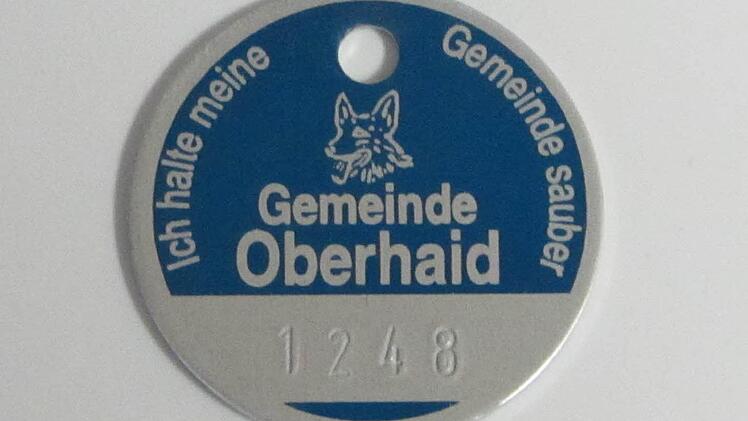 Ich halte meine
Gemeinde sauber
Gemeinde
Oberhaid
1248